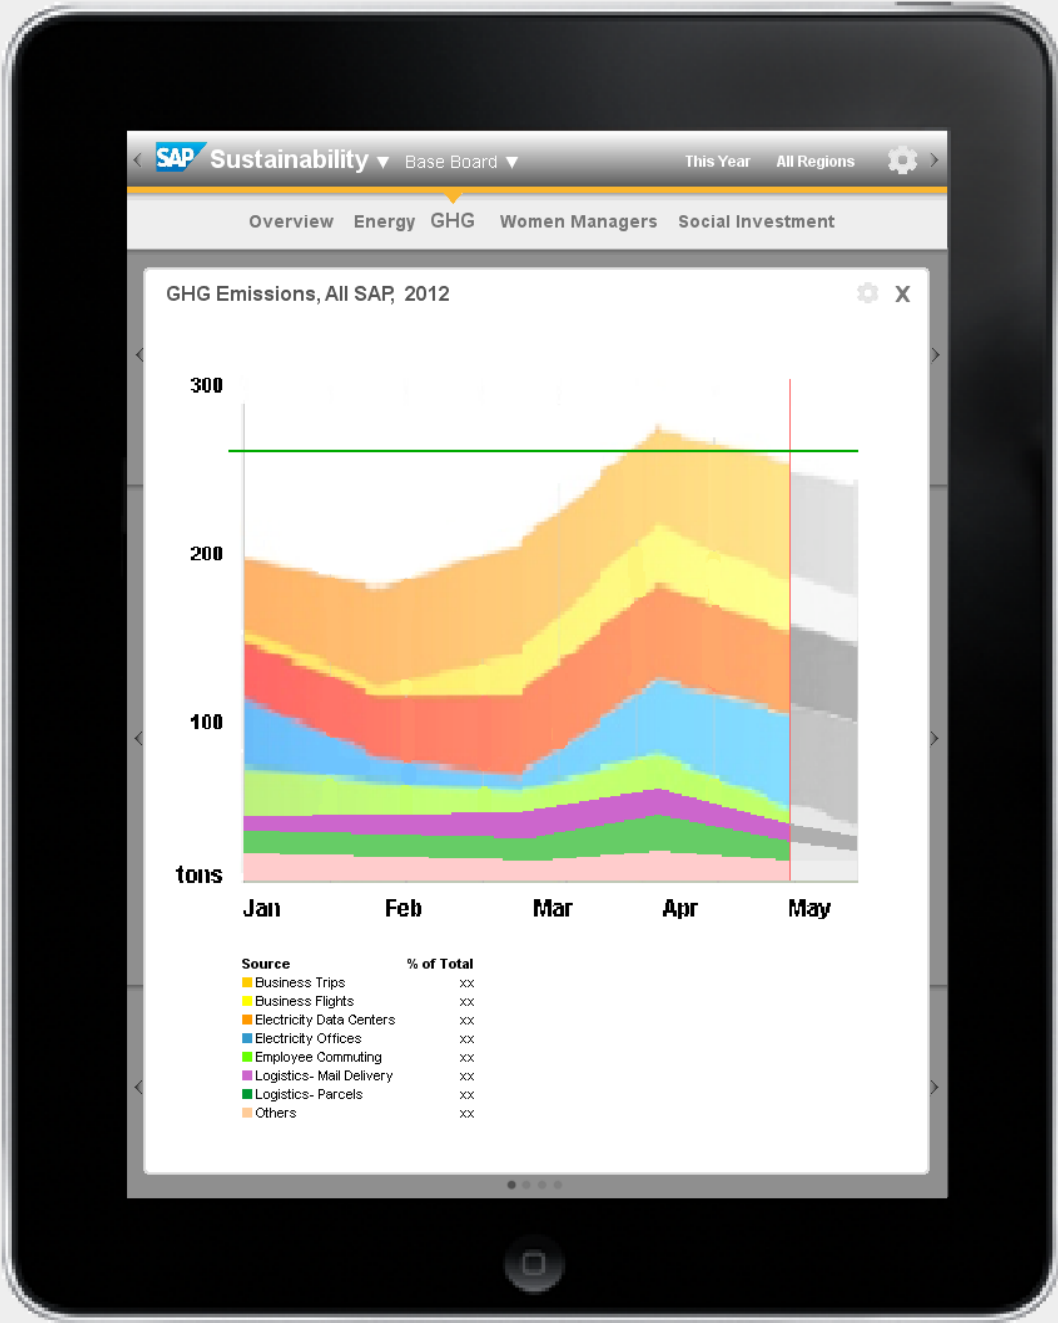 SAP Sustainability ▼ Base Board ▼ This Year All Regions
Overview Energy GHG Women Managers Social Investment
GHG Emissions, All SAP, 2012 X
300
200
100
tons
Jan Feb Mar Apr May
Source % of Total
Business Trips xx
Business Flights xx
Electricity Data Centers xx
Electricity Offices xx
Employee Commuting xx
Logistics- Mail Delivery xx
Logistics- Parcels xx
Others xx